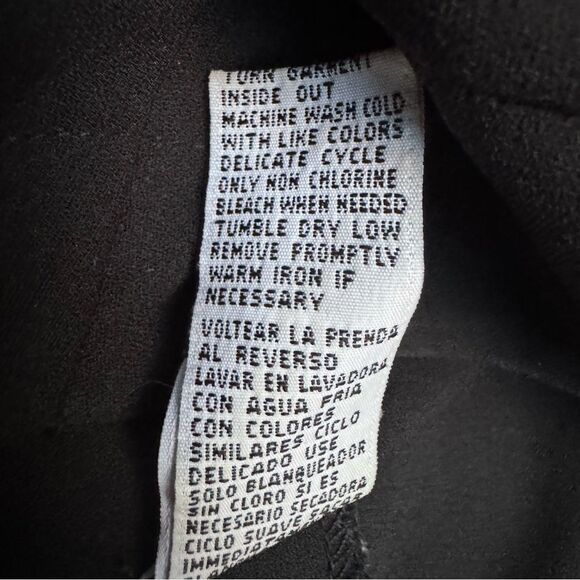 TURN GARMENT
INSIDE OUT
MACHINE WASH COLD
WITH LIKE COLORS
DELICATE CYCLE
ONLY NON CHLORINE
BLEACH WHEN NEEDED
TUMBLE DRY LOW
REMOVE PROMPTLY
WARM IRON IF
NECESSARY
VOLTEAR LA PRENDA
AL REVERSO
LAVAR EN LAVADORA
CON AGUA FRIA
CON COLORES
SIMILARES CICLO
DELICADO USE
SOLO BLANQUEADOR
SIN CLORO SI ES
NECESARIO SECADORA
CICLO SUAVE SACAR